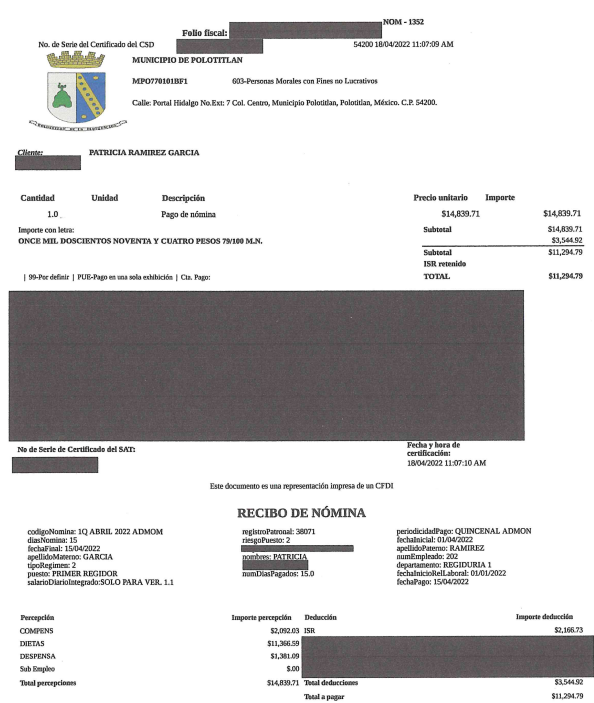 NOM - 1352
Folio fiscal:
No. de Serie del Certificado del CSD
54200 18/04/2022 11:07:09 AM
MUNICIPIO DE POLOTITLAN
MPO770101BF1 603-Personas Morales con Fines no Lucrativos
Calle: Portal Hidalgo No.Ext: 7 Col. Centro, Municipio Polotitlan, Polotitlan, México. C.P. 54200.
Cliente: PATRICIA RAMIREZ GARCIA
Cantidad Unidad Descripción Precio unitario Importe
1.0 Pago de nómina $14,839.71 $14,839.71
Importe con letra: Subtotal $14,839.71
ONCE MIL DOSCIENTOS NOVENTA Y CUATRO PESOS 79/100 M.N. $3,544.92
Subtotal $11,294.79
ISR retenido
| 99-Por definir | PUE-Pago en una sola exhibición | Cta. Pago: TOTAL $11,294.79
No de Serie de Certificado del SAT:
Fecha y hora de
certificación:
18/04/2022 11:07:10 AM
Este documento es una representación impresa de un CFDI
RECIBO DE NÓMINA
codigoNomina: 1Q ABRIL 2022 ADMOM
diasNomina: 15
fechaFinal: 15/04/2022
apellidoMaterno: GARCIA
tipoRegimen: 2
puesto: PRIMER REGIDOR
salarioDiarioIntegrado:SOLO PARA VER. 1.1
registroPatronal: 38071
riesgoPuesto: 2
nombres: PATRICIA
numDiasPagados: 15.0
periodicidadPago: QUINCENAL ADMON
fechaInicial: 01/04/2022
apellidoPaterno: RAMIREZ
numEmpleado: 202
departamento: REGIDURIA 1
fechaInicioRelLaboral: 01/01/2022
fechaPago: 15/04/2022
Percepción Importe percepción Deducción Importe deducción
COMPENS $2,092.03 ISR $2,166.73
DIETAS $11,366.59
DESPENSA $1,381.09
Sub Empleo $.00
Total percepciones $14,839.71 Total deducciones $3,544.92
Total a pagar $11,294.79